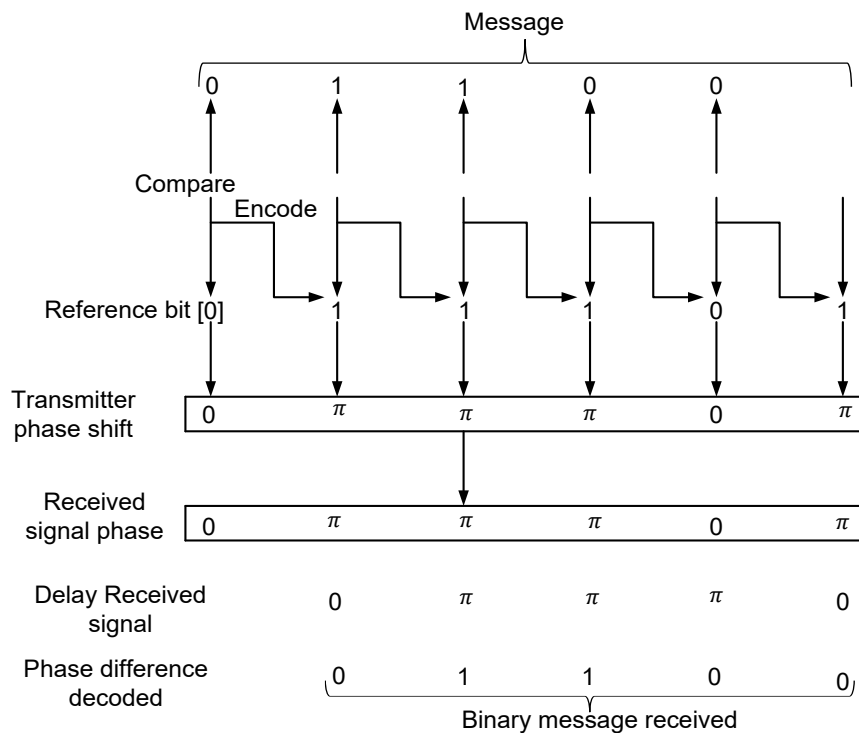 Message
0 1 1 0 0
Compare
Encode
Reference bit [0] 1 1 1 0 1
Transmitter
phase shift
0 π π π 0 π
Received
signal phase
0 π π π 0 π
Delay Received
signal
0 π π π 0
Phase difference
decoded
0 1 1 0 0
Binary message received